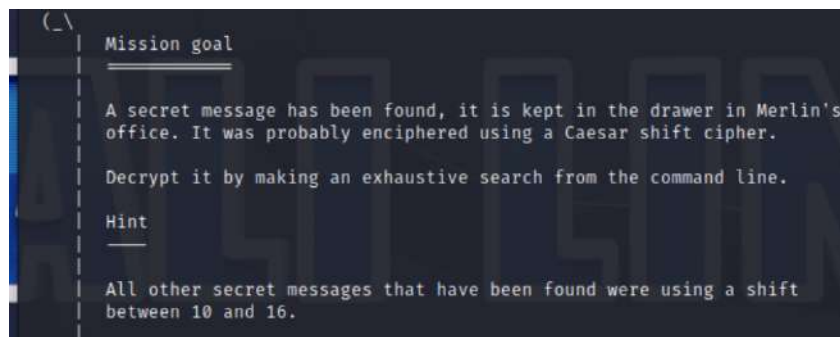 Mission goal
A secret message has been found, it is kept in the drawer in Merlin's
office. It was probably enciphered using a Caesar shift cipher.
Decrypt it by making an exhaustive search from the command line.
Hint
All other secret messages that have been found were using a shift
between 10 and 16.